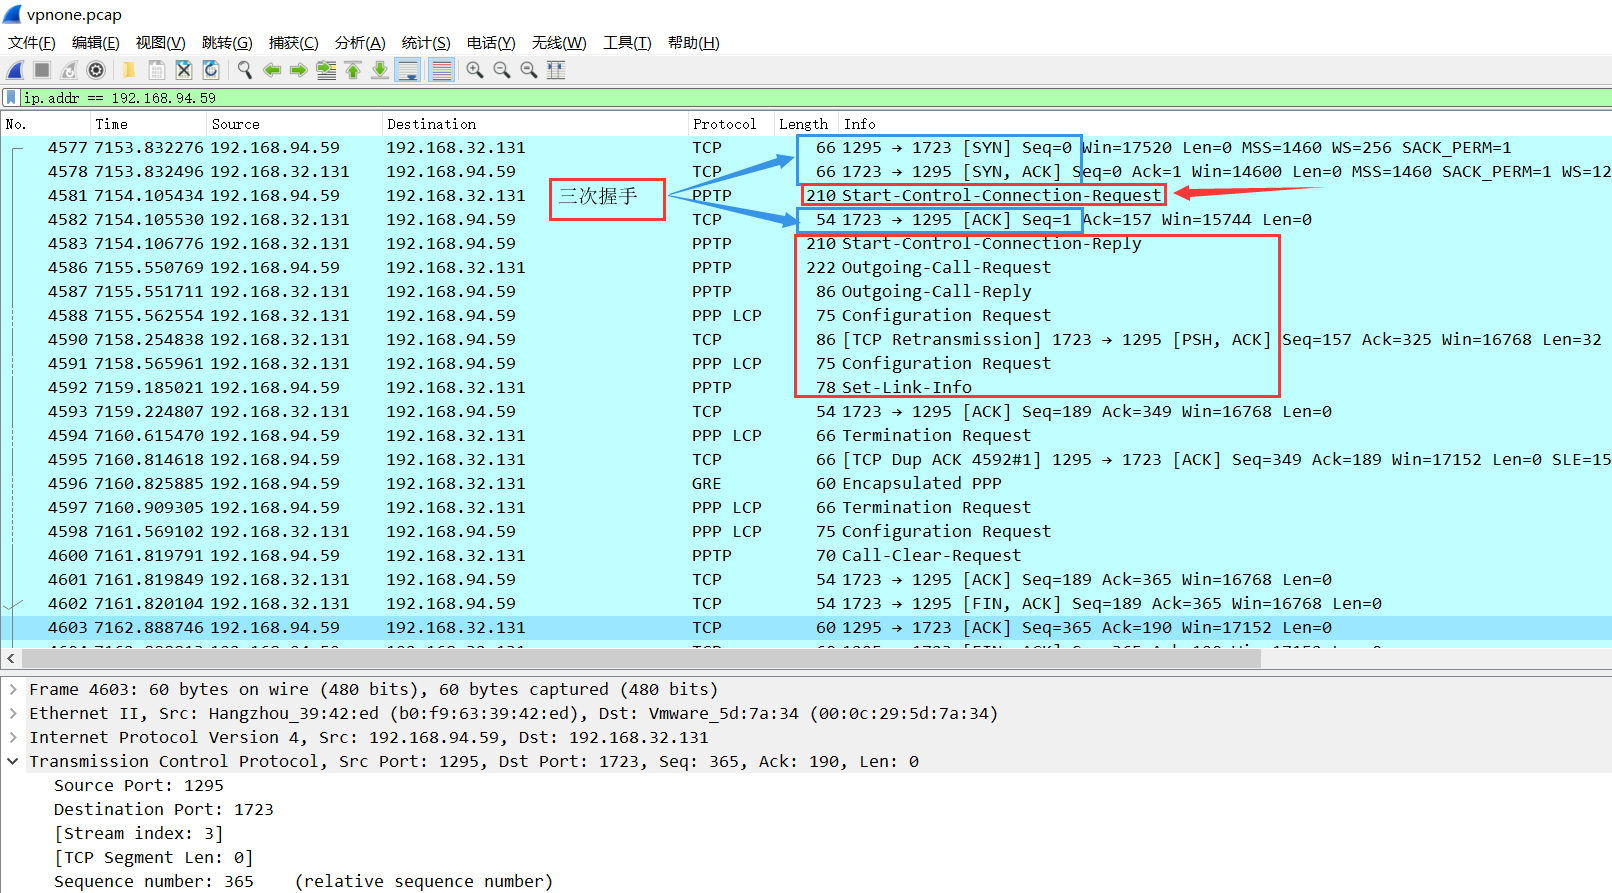 vpnone.pcap
文件(F) 编辑(E) 视图(V) 跳转(G) 捕获(C) 分析(A) 统计(S) 电话(Y) 无线(W) 工具(T) 帮助(H)
ip.addr == 192.168.94.59
No. Time Source Destination Protocol Length Info
4577 7153.832276 192.168.94.59 192.168.32.131 TCP 66 1295 → 1723 [SYN] Seq=0 Win=17520 Len=0 MSS=1460 WS=256 SACK_PERM=1
4578 7153.832496 192.168.32.131 192.168.94.59 TCP 66 1723 → 1295 [SYN, ACK] Seq=0 Ack=1 Win=14600 Len=0 MSS=1460 SACK_PERM=1 WS=12
4581 7154.105434 192.168.94.59 192.168.32.131 PPTP 210 Start-Control-Connection-Request
三次握手
4582 7154.105530 192.168.32.131 192.168.94.59 TCP 54 1723 → 1295 [ACK] Seq=1 Ack=157 Win=15744 Len=0
4583 7154.106776 192.168.32.131 192.168.94.59 PPTP 210 Start-Control-Connection-Reply
4586 7155.550769 192.168.94.59 192.168.32.131 PPTP 222 Outgoing-Call-Request
4587 7155.551711 192.168.32.131 192.168.94.59 PPTP 86 Outgoing-Call-Reply
4588 7155.562554 192.168.32.131 192.168.94.59 PPP LCP 75 Configuration Request
4590 7158.254838 192.168.32.131 192.168.94.59 TCP 86 [TCP Retransmission] 1723 → 1295 [PSH, ACK] Seq=157 Ack=325 Win=16768 Len=32
4591 7158.565961 192.168.32.131 192.168.94.59 PPP LCP 75 Configuration Request
4592 7159.185021 192.168.94.59 192.168.32.131 PPTP 78 Set-Link-Info
4593 7159.224807 192.168.32.131 192.168.94.59 TCP 54 1723 → 1295 [ACK] Seq=189 Ack=349 Win=16768 Len=0
4594 7160.615470 192.168.94.59 192.168.32.131 PPP LCP 66 Termination Request
4595 7160.814618 192.168.94.59 192.168.32.131 TCP 66 [TCP Dup ACK 4592#1] 1295 → 1723 [ACK] Seq=349 Ack=189 Win=17152 Len=0 SLE=15
4596 7160.825885 192.168.94.59 192.168.32.131 GRE 60 Encapsulated PPP
4597 7160.909305 192.168.94.59 192.168.32.131 PPP LCP 66 Termination Request
4598 7161.569102 192.168.32.131 192.168.94.59 PPP LCP 75 Configuration Request
4600 7161.819791 192.168.94.59 192.168.32.131 PPTP 70 Call-Clear-Request
4601 7161.819849 192.168.32.131 192.168.94.59 TCP 54 1723 → 1295 [ACK] Seq=189 Ack=365 Win=16768 Len=0
4602 7161.820104 192.168.32.131 192.168.94.59 TCP 54 1723 → 1295 [FIN, ACK] Seq=189 Ack=365 Win=16768 Len=0
4603 7162.888746 192.168.94.59 192.168.32.131 TCP 60 1295 → 1723 [ACK] Seq=365 Ack=190 Win=17152 Len=0
Frame 4603: 60 bytes on wire (480 bits), 60 bytes captured (480 bits)
Ethernet II, Src: Hangzhou_39:42:ed (b0:f9:63:39:42:ed), Dst: Vmware_5d:7a:34 (00:0c:29:5d:7a:34)
Internet Protocol Version 4, Src: 192.168.94.59, Dst: 192.168.32.131
Transmission Control Protocol, Src Port: 1295, Dst Port: 1723, Seq: 365, Ack: 190, Len: 0
Source Port: 1295
Destination Port: 1723
[Stream index: 3]
[TCP Segment Len: 0]
Sequence number: 365 (relative sequence number)